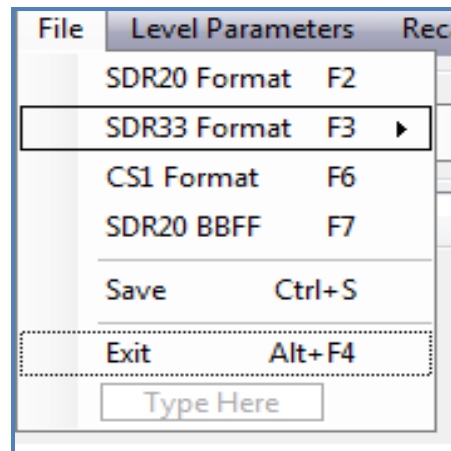 File Level Parameters Rec
SDR20 Format F2
SDR33 Format F3
CS1 Format F6
SDR20 BBFF F7
Save Ctrl+S
Exit Alt+F4
Type Here